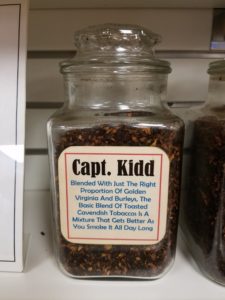 Capt. Kidd
Blended With Just The Right
Proportion Of Golden
Virginia And Burleys, The
Basic Blend Of Toasted
Cavendish Tobaccos Is A
Mixture That Gets Better As
You Smoke It All Day Long